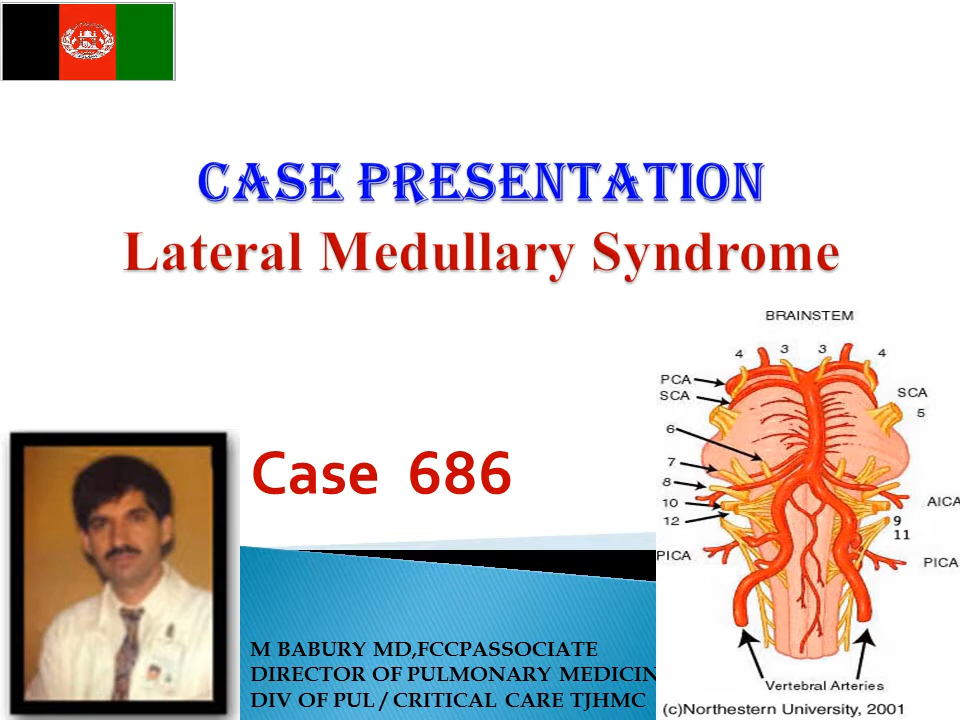 CASE PRESENTATION
Lateral Medullary Syndrome
Case 686
M BABURY MD,FCCPASSOCIATE
DIRECTOR OF PULMONARY MEDICIN
DIV OF PUL / CRITICAL CARE TJHMC
BRAINSTEM
4 3 3 4
PCA
SCA
SCA
5
6
7
8
10
12
AICA
9
11
PICA
PICA
Vertebral Arteries
(c)Northestern University, 2001